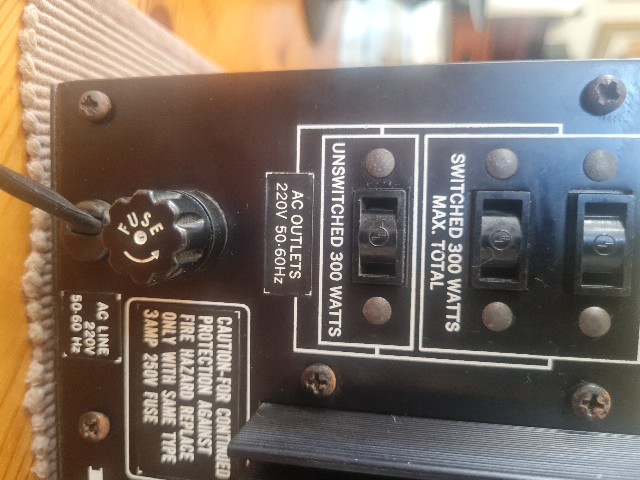 FUSE
AC LINE
220V
50-60 Hz
CAUTION-FOR CONTINUED
PROTECTION AGAINST
FIRE HAZARD REPLACE
ONLY WITH SAME TYPE
3AMP 250V FUSE
AC OUTLETS
220V 50-60Hz
UNSWITCHED 300 WATTS
SWITCHED 300 WATTS
MAX. TOTAL